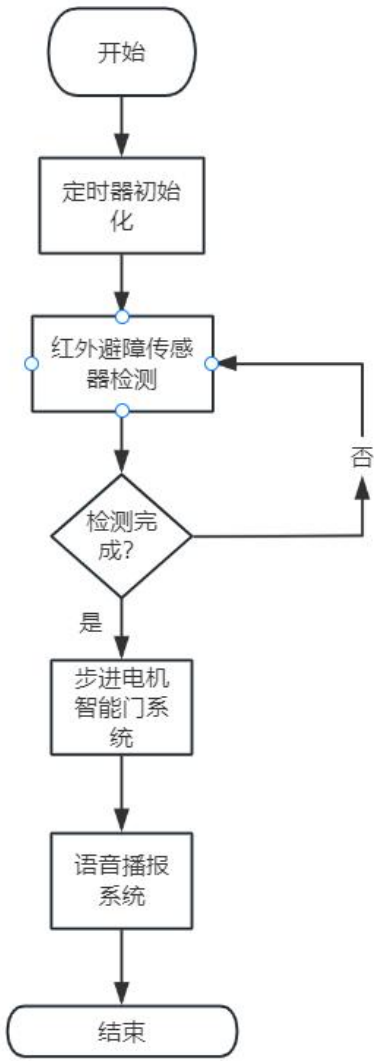 开始
定时器初始
化
红外避障传感
器检测
否
检测完
成?
是
步进电机
智能门系
统
语音播报
系统
结束